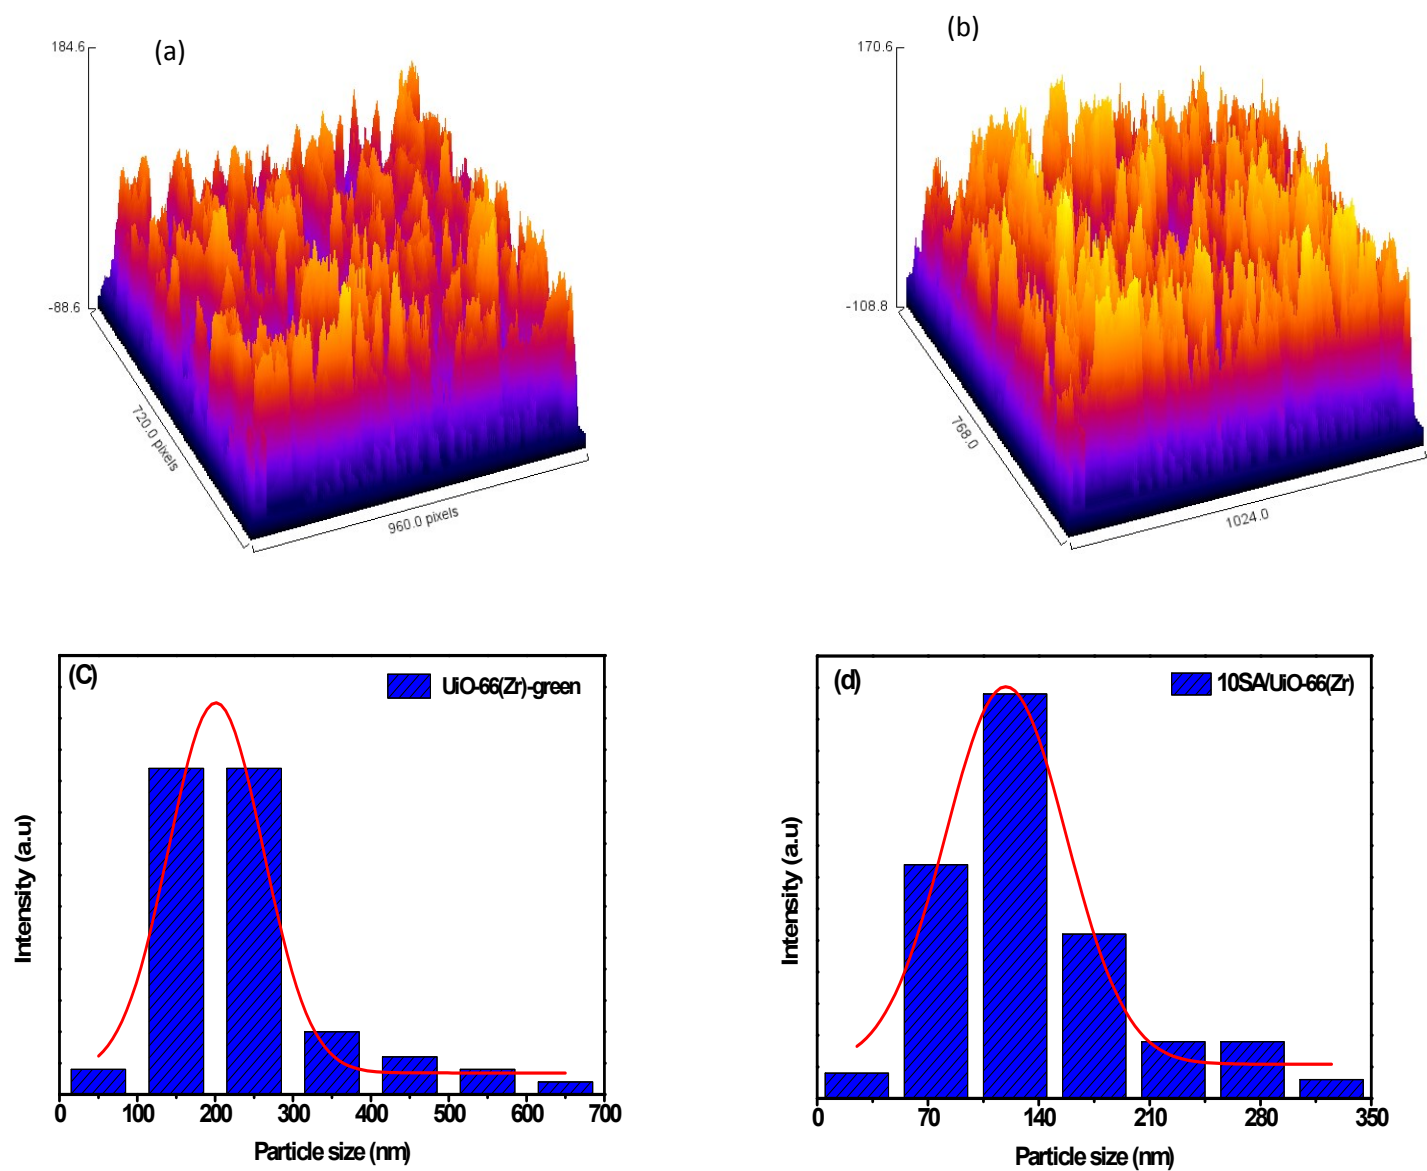 (a)
184.6
-88.6
720.0 pixels
960.0 pixels
(b)
170.6
-108.8
768.0
1024.0
(C)
UiO-66(Zr)-green
Intensity (a.u)
0 100 200 300 400 500 600 700
Particle size (nm)
(d)
10SA/UiO-66(Zr)
Intensity (a.u)
0 70 140 210 280 350
Particle size (nm)